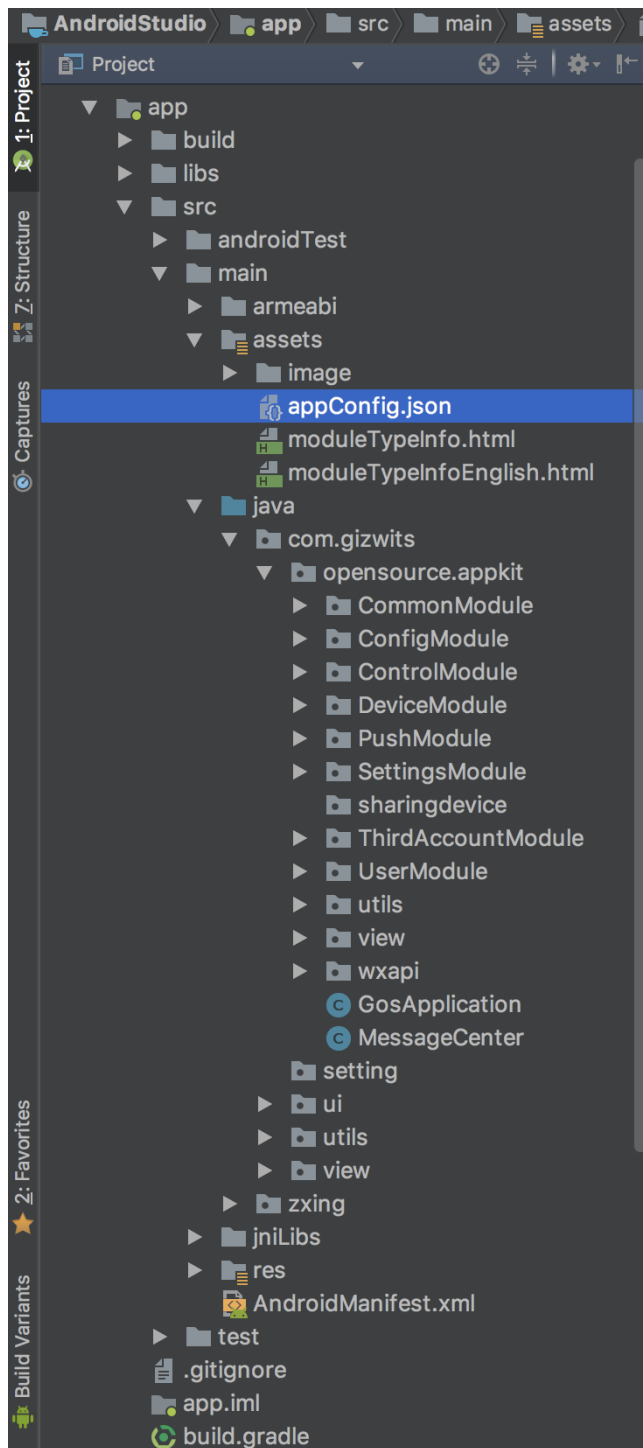 AndroidStudio app src main assets
Project
app
build
libs
src
androidTest
main
armeabi
assets
image
appConfig.json
moduleTypeInfo.html
moduleTypeInfoEnglish.html
java
com.gizwits
opensource.appkit
CommonModule
ConfigModule
ControlModule
DeviceModule
PushModule
SettingsModule
sharingdevice
ThirdAccountModule
UserModule
utils
view
wxapi
GosApplication
MessageCenter
setting
ui
utils
view
zxing
jniLibs
res
AndroidManifest.xml
test
.gitignore
app.iml
build.gradle
1: Project
7: Structure
Captures
2: Favorites
Build Variants